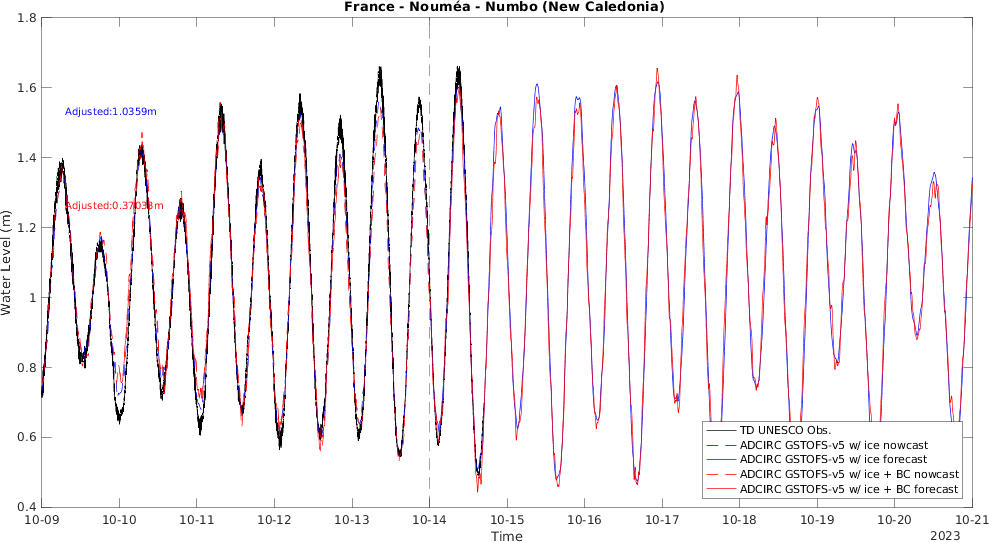 France - Nouméa - Numbo (New Caledonia)
1.8
1.6
1.4
1.2
1
0.8
0.6
0.4
Water Level (m)
Adjusted:1.0359m
Adjusted:0.37033m
TD UNESCO Obs.
ADCIRC GSTOFS-v5 w/ ice nowcast
ADCIRC GSTOFS-v5 w/ ice forecast
ADCIRC GSTOFS-v5 w/ ice + BC nowcast
ADCIRC GSTOFS-v5 w/ ice + BC forecast
10-09 10-10 10-11 10-12 10-13 10-14 10-15 10-16 10-17 10-18 10-19 10-20 10-21
Time
2023